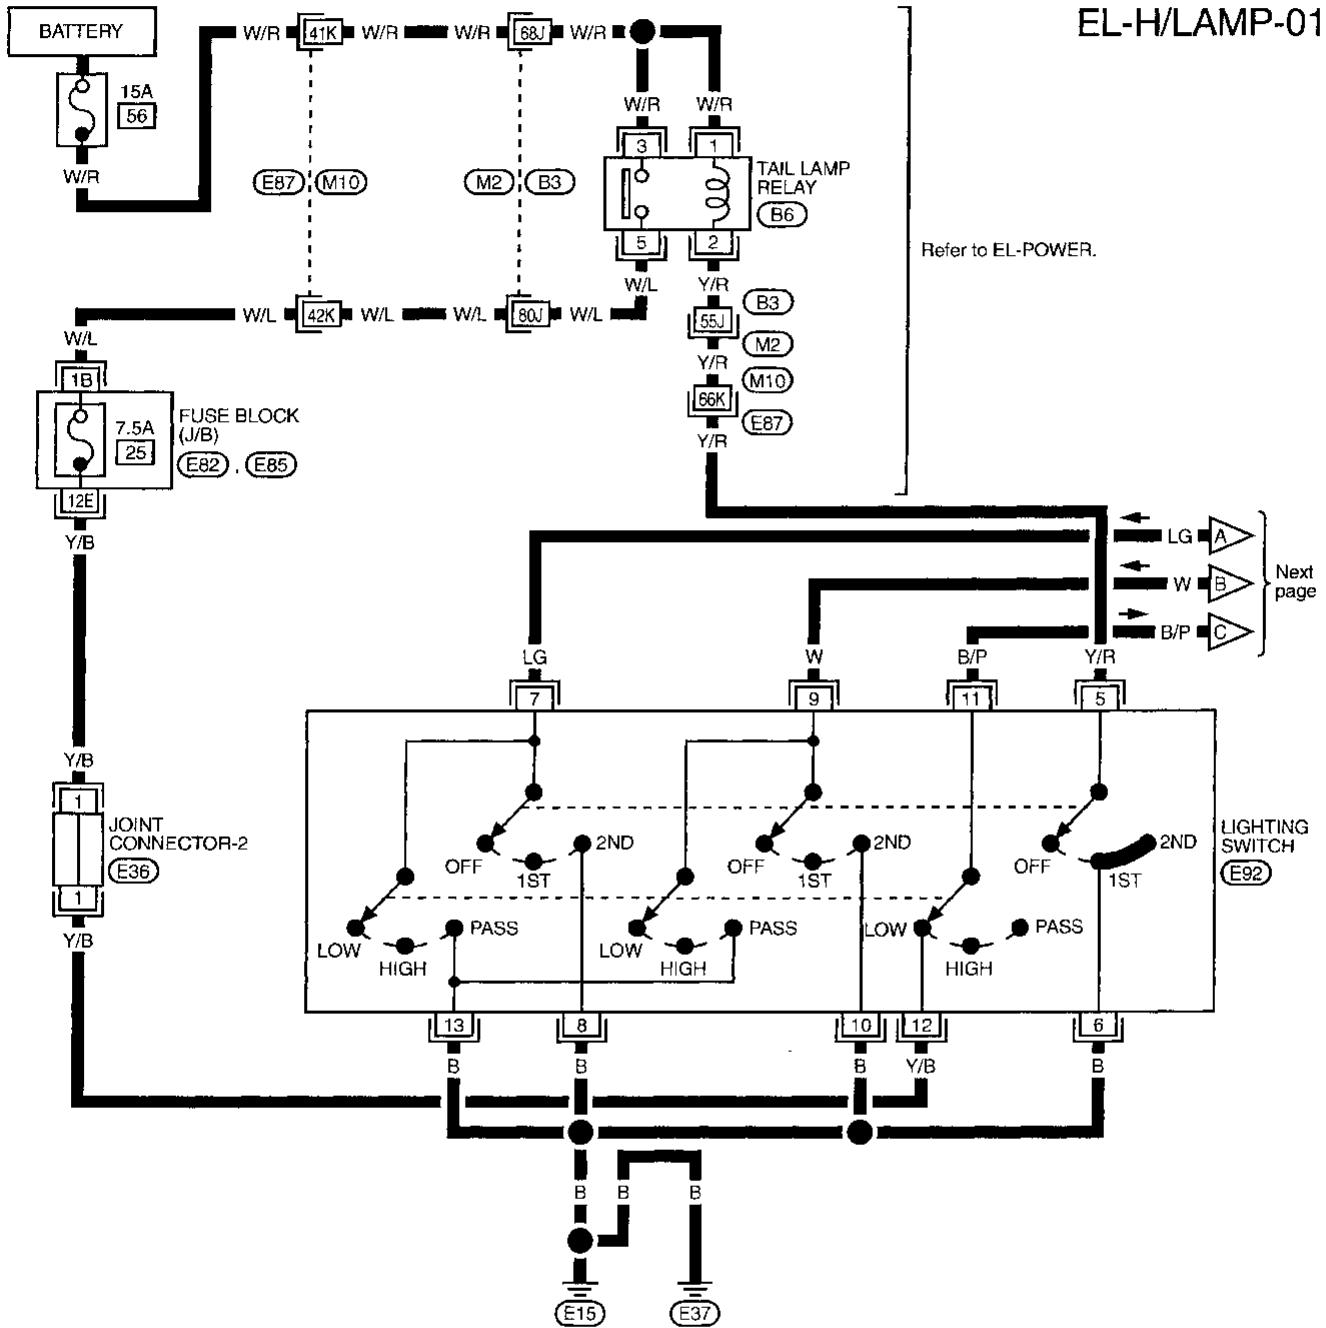 EL-H/LAMP-01
BATTERY
15A
56
W/R
W/R 41K W/R W/R 68J W/R
W/R W/R
3 1
TAIL LAMP
RELAY
B6
E87 M10 M2 B3
5 2
W/L Y/R
Refer to EL-POWER.
W/L 42K W/L W/L 80J W/L
B3
55J
M2
Y/R
M10
66K
E87
Y/R
W/L
1B
7.5A
25
FUSE BLOCK
(J/B)
E82 , E85
12E
Y/B
LG A
W B
B/P C
Next
page
LG W B/P Y/R
7 9 11 5
Y/B
1
JOINT
CONNECTOR-2
E36
1
Y/B
OFF 1ST 2ND
OFF 1ST 2ND
OFF 1ST 2ND
LIGHTING
SWITCH
E92
LOW HIGH PASS
LOW HIGH PASS
LOW HIGH PASS
13 8 10 12 6
B B B Y/B B
B B B
E15 E37